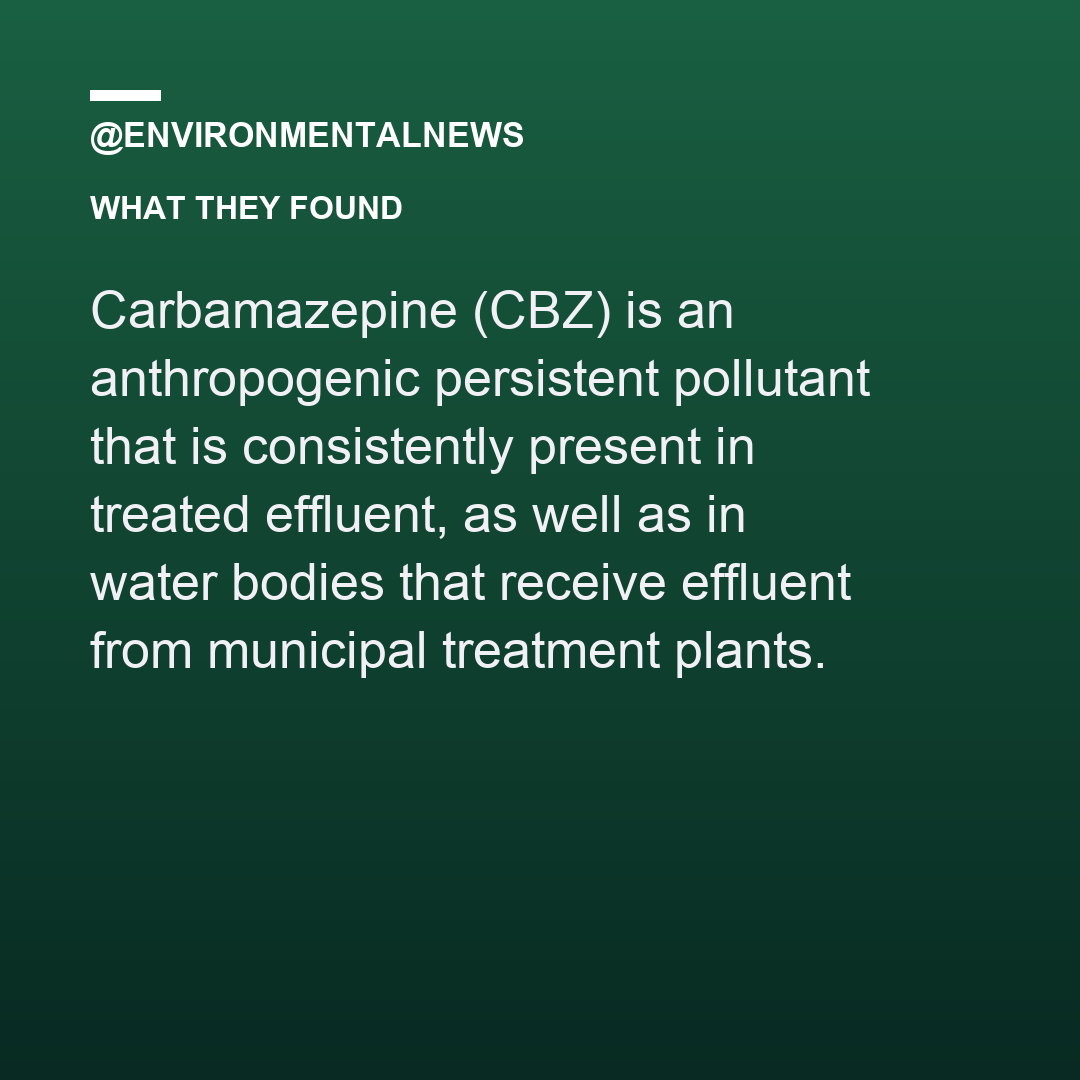 @ENVIRONMENTALNEWS
WHAT THEY FOUND
Carbamazepine (CBZ) is an
anthropogenic persistent pollutant
that is consistently present in
treated effluent, as well as in
water bodies that receive effluent
from municipal treatment plants.